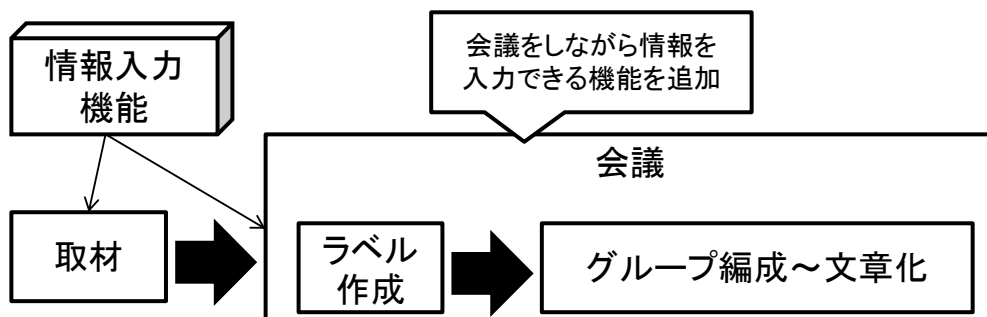 情報入力
機能
会議をしながら情報を
入力できる機能を追加
会議
取材
ラベル
作成
グループ編成～文章化